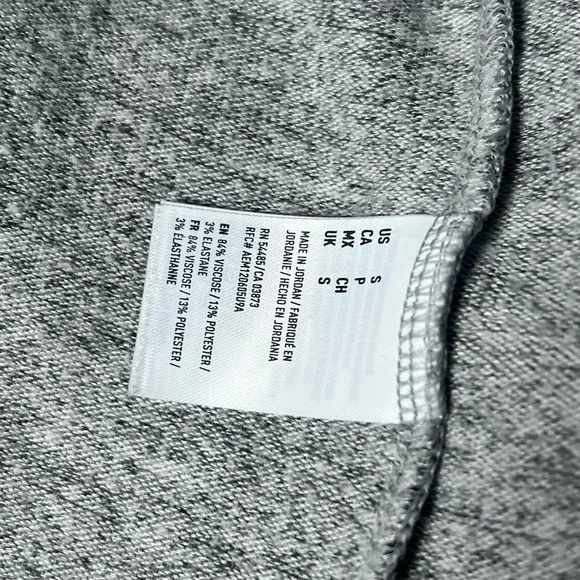 US S
CA P
MX CH
UK S
MADE IN JORDAN / FABRIQUÉ EN
JORDANIE / HECHO EN JORDANIA
RN 54485/CA 03873
RFC# AEM120605U9A
EN 84% VISCOSE / 13% POLYESTER /
3% ELASTANE
FR 84% VISCOSE / 13% POLYESTER /
3% ÉLASTHANNE